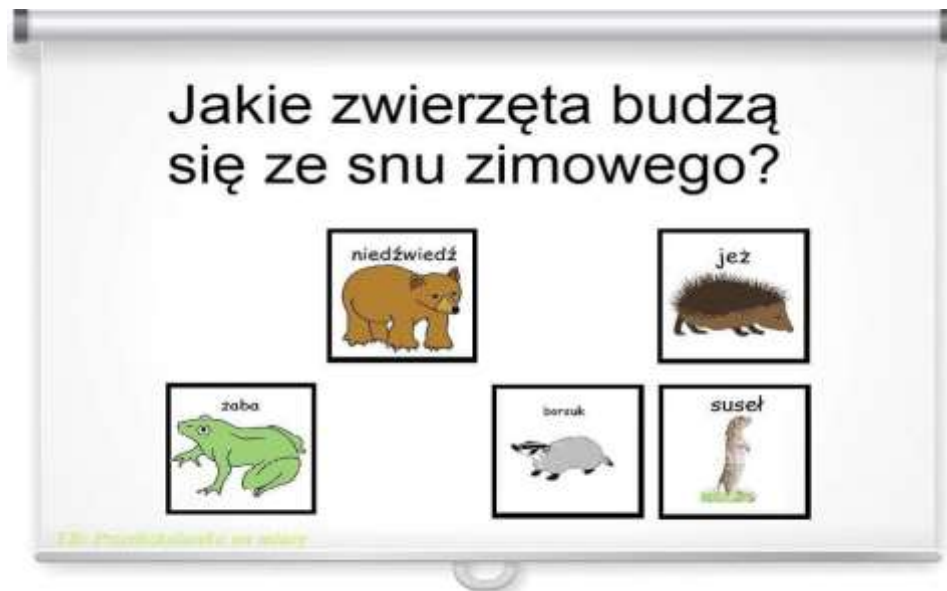 Jakie zwierzęta budzą
się ze snu zimowego?
niedźwiedź
jeż
żaba
borsuk
suseł